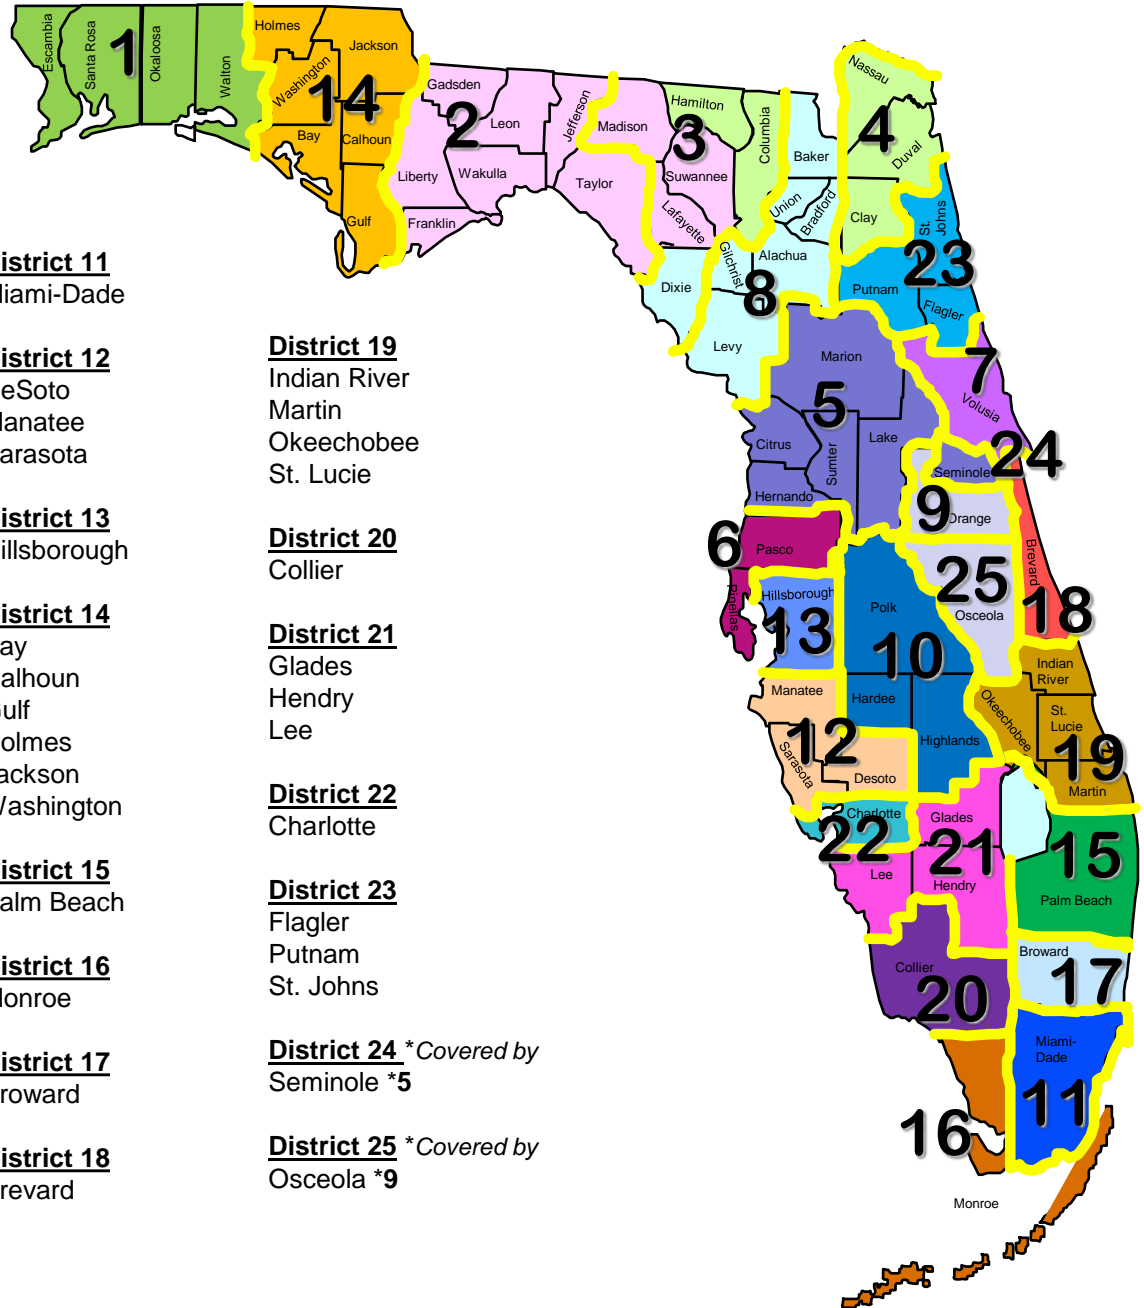 istrict 11
iami-Dade
istrict 12
eSoto
anatee
arasota
istrict 13
illsborough
istrict 14
ay
alhoun
ulf
olmes
ackson
ashington
istrict 15
alm Beach
istrict 16
onroe
istrict 17
roward
istrict 18
revard
District 19
Indian River
Martin
Okeechobee
St. Lucie
District 20
Collier
District 21
Glades
Hendry
Lee
District 22
Charlotte
District 23
Flagler
Putnam
St. Johns
District 24 *Covered by
Seminole *5
District 25 *Covered by
Osceola *9
Escambia
Santa Rosa
1
Okaloosa
Walton
Holmes
Jackson
Washington
14
Bay
Calhoun
Gulf
Gadsden
2
Leon
Jefferson
Liberty
Wakulla
Franklin
Madison
Taylor
Hamilton
3
Suwannee
Lafayette
Columbia
Baker
Union
Bradford
Nassau
4
Duval
Clay
St.
Johns
23
Putnam
Flagler
Alachua
Gilchrist
8
Dixie
Levy
Marion
5
Citrus
Sumter
Lake
Hernando
7
Volusia
24
Seminole
9
Orange
6
Pasco
Pinellas
Hillsborough
13
Polk
10
25
Osceola
Brevard
18
Manatee
Hardee
12
Sarasota
Desoto
Highlands
Okeechobee
Indian
River
St.
Lucie
19
Martin
Charlotte
22
Glades
21
Lee
Hendry
15
Palm Beach
Broward
17
Collier
20
Miami-
Dade
11
16
Monroe